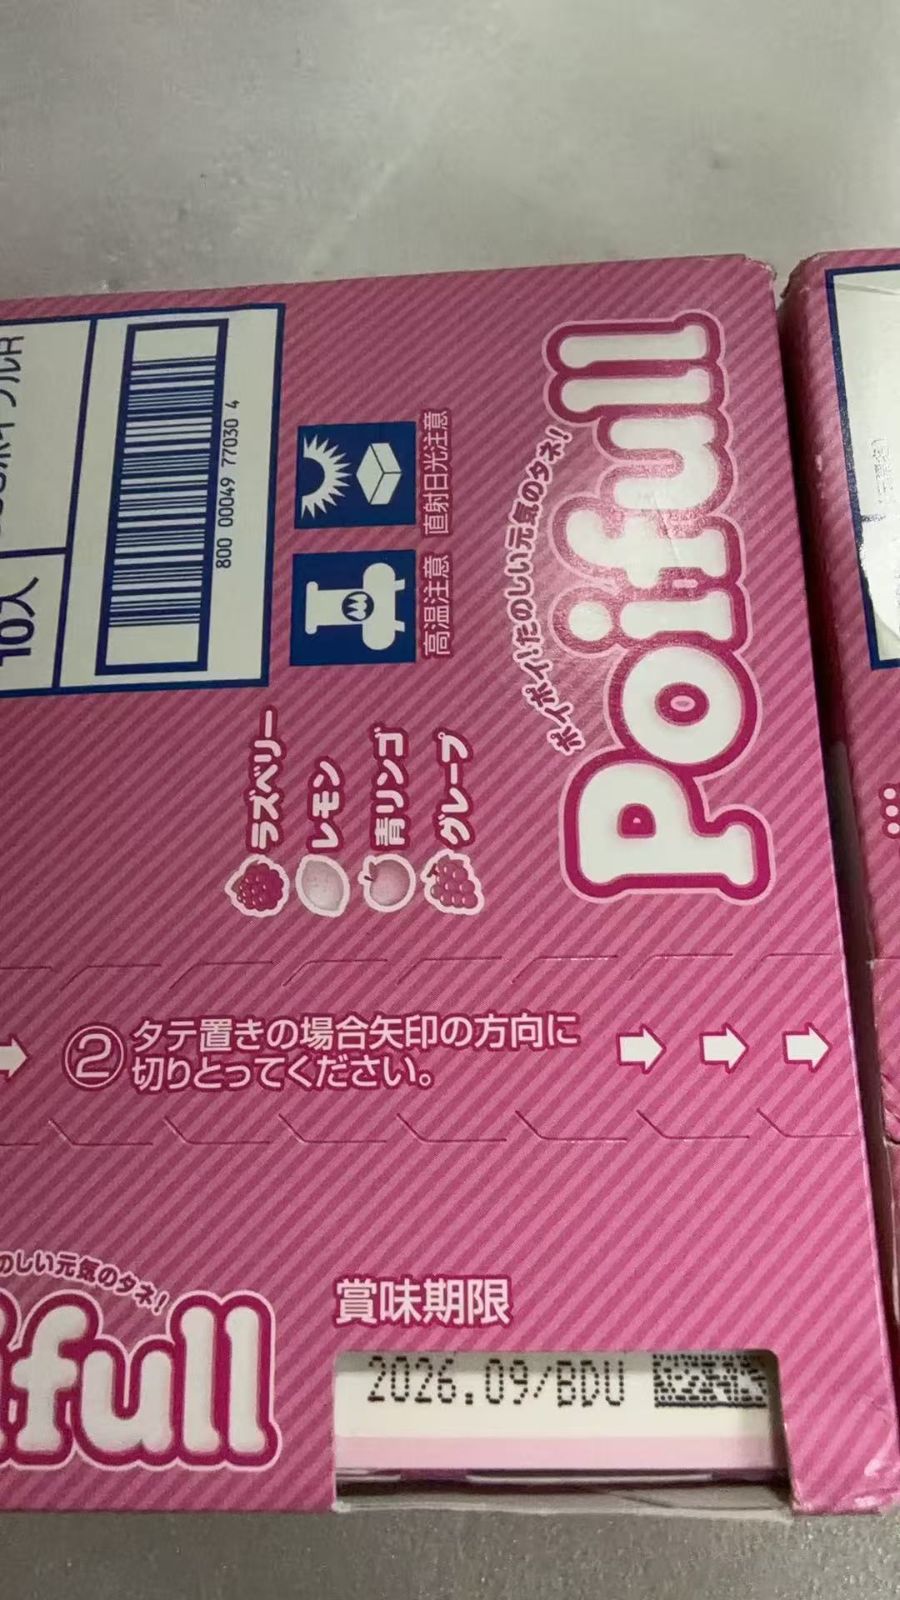 Poifull
ポイポイ!たのしい元気のタネ!
10入
800 00049 77030 4
直射日光注意
高温注意
ラズベリー
レモン
青リンゴ
グレープ
②タテ置きの場合矢印の方向に
切りとってください。
のしい元気のタネ!
ifull
賞味期限
2026.09/BDU